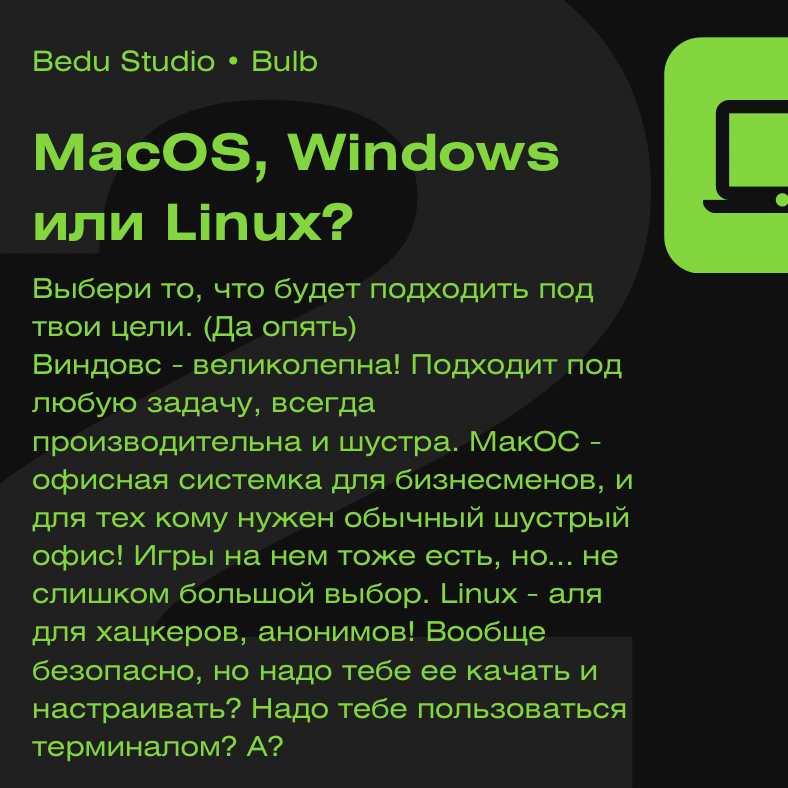 Bedu Studio • Bulb
MacOS, Windows
или Linux?
Выбери то, что будет подходить под
твои цели. (Да опять)
Виндовс - великолепна! Подходит под
любую задачу, всегда
производительна и шустра. МакОС -
офисная системка для бизнесменов, и
для тех кому нужен обычный шустрый
офис! Игры на нем тоже есть, но... не
слишком большой выбор. Linux - аля
для хацкеров, анонимов! Вообще
безопасно, но надо тебе ее качать и
настраивать? Надо тебе пользоваться
терминалом? А?